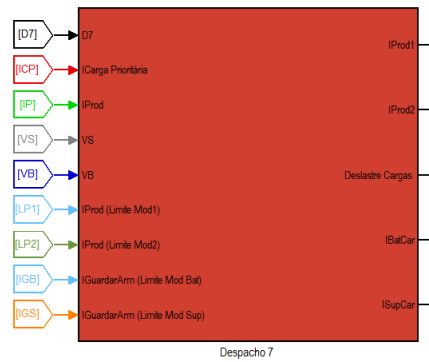 [D7] D7 IProd1
[ICP] ICarga Prioritária
[IP] IProd IProd2
[VS] VS
[VB] VB Deslastre Cargas
[LP1] IProd (Limite Mod1)
[LP2] IProd (Limite Mod2) IBatCar
[IGB] IGuardarArm (Limite Mod Bat)
[IGS] IGuardarArm (Limite Mod Sup) ISupCar
Despacho 7